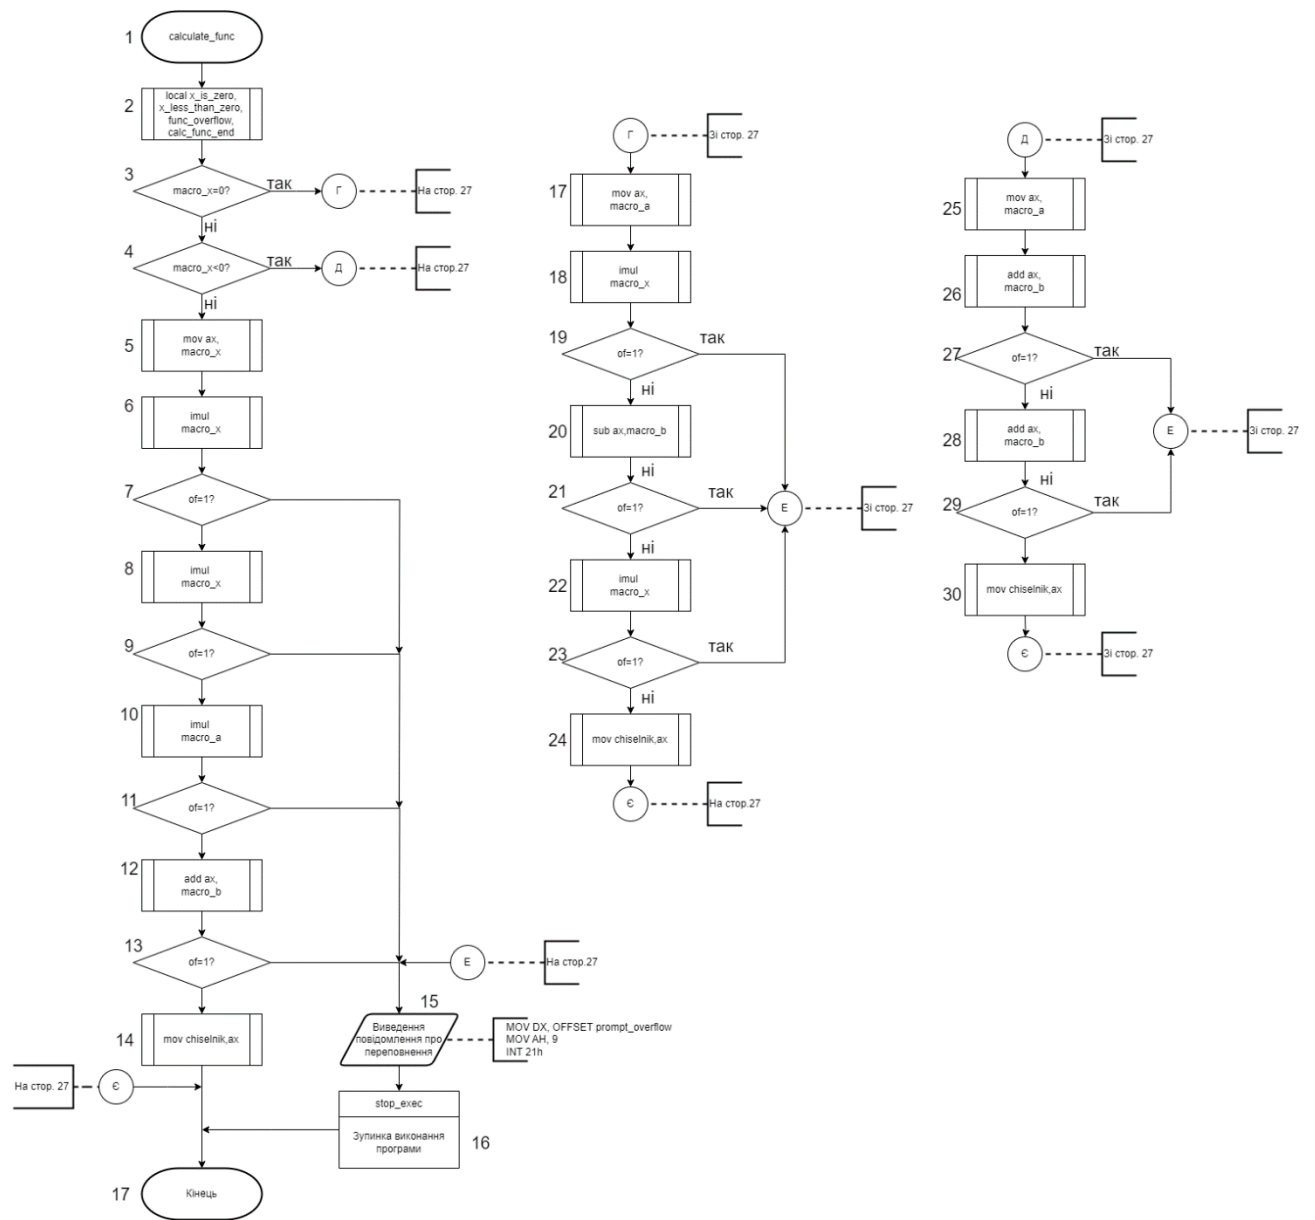 1
calculate_func
2
local x_is_zero,
x_less_than_zero,
func_overflow,
calc_func_end
3
macro_x=0?
так
Г
На стор. 27
ні
4
macro_x<0?
так
Д
На стор.27
ні
5
mov ax,
macro_x
6
imul
macro_x
7
of=1?
8
imul
macro_x
9
of=1?
10
imul
macro_a
11
of=1?
12
add ax,
macro_b
13
of=1?
Е
На стор.27
14
mov chiselnik,ax
15
Виведення
повідомлення про
переповнення
MOV DX, OFFSET prompt_overflow
MOV AH, 9
INT 21h
На стор. 27
Є
stop_exec
Зупинка виконання
програми
16
17
Кінець
Г
Зі стор. 27
17
mov ax,
macro_a
18
imul
macro_x
19
of=1?
так
ні
20
sub ax,macro_b
ні
21
of=1?
так
Е
Зі стор. 27
ні
22
imul
macro_x
23
of=1?
так
ні
24
mov chiselnik,ax
Є
На стор.27
Д
Зі стор. 27
25
mov ax,
macro_a
26
add ax,
macro_b
27
of=1?
так
ні
28
add ax,
macro_b
Е
Зі стор. 27
ні
29
of=1?
так
30
mov chiselnik,ax
Є
Зі стор. 27